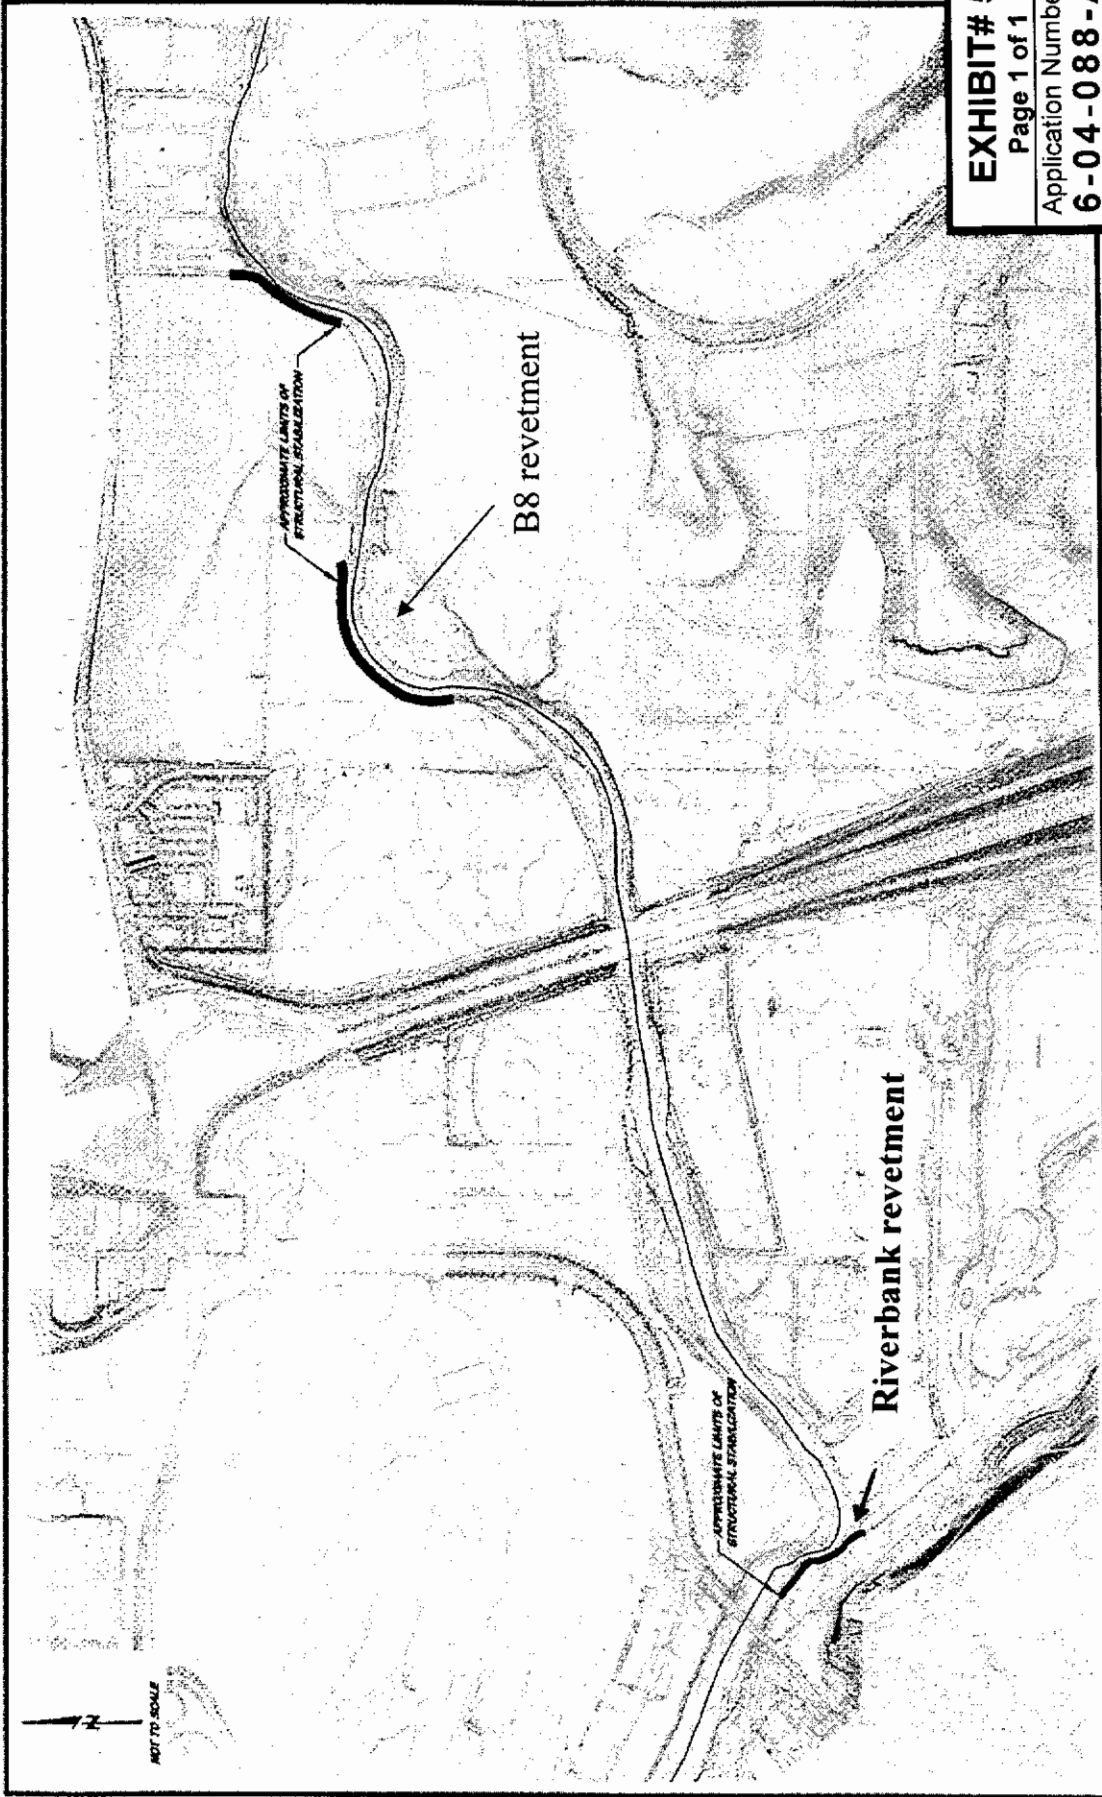 EXHIBIT#
Page 1 of 1
Application Numbe
6-04-088-
APPROXIMATE LIMITS OF
STRUCTURAL STABILIZATION
B8 revetment
APPROXIMATE LIMITS OF
STRUCTURAL STABILIZATION
Riverbank revetment
Z
NOT TO SCALE